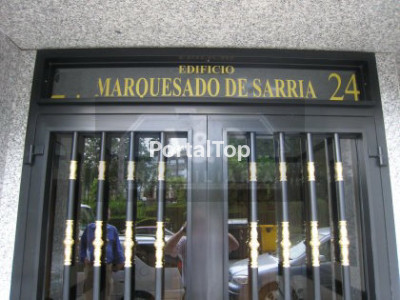 EDIFICIO
MARQUESADO DE SARRIA 24
PortalTop